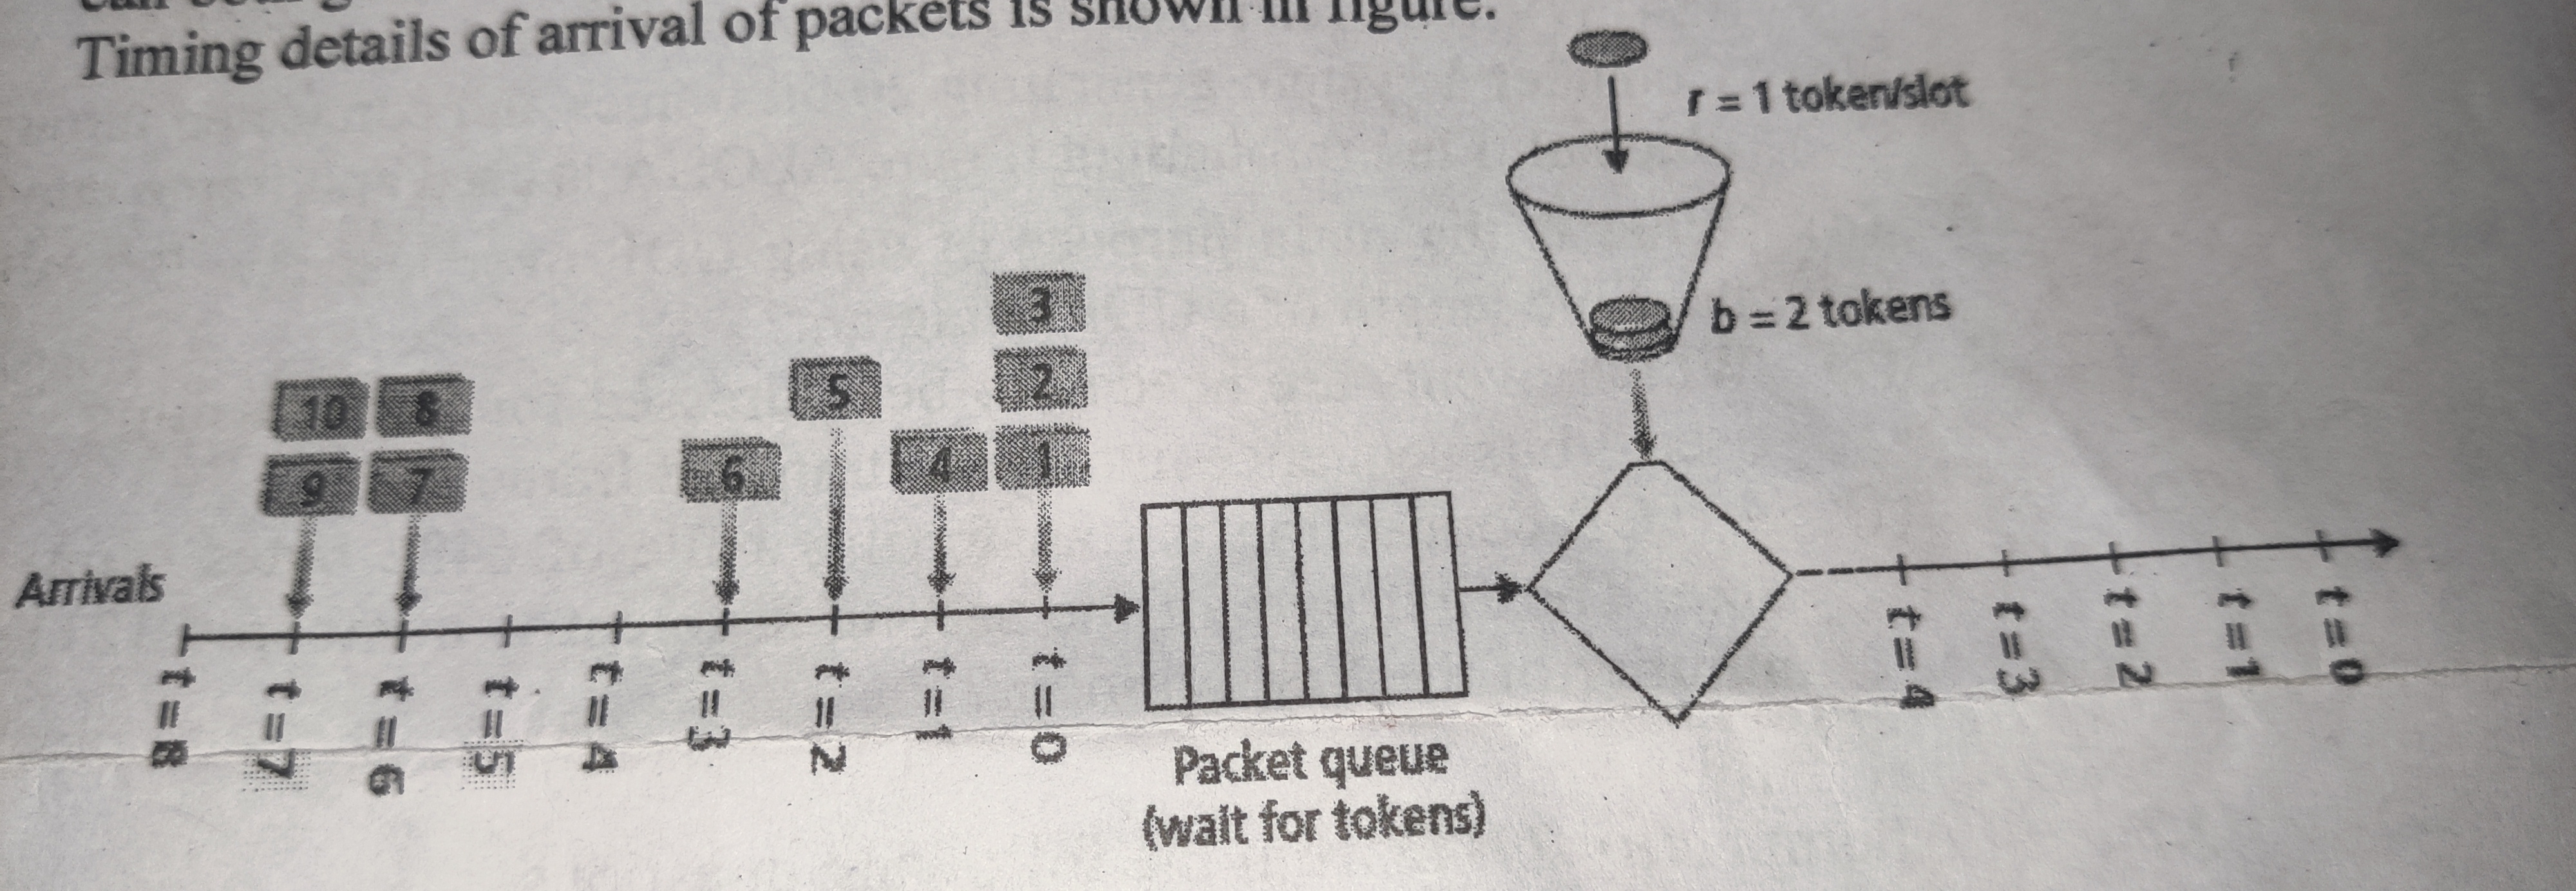 Timing details of arrival of packets is shown in figure.
r = 1 token/slot
b = 2 tokens
3
2
1
5
4
6
10 8
9 7
Arrivals
t = 8
t = 7
t = 6
t = 5
t = 4
t = 3
t = 2
t = 1
t = 0
Packet queue
(wait for tokens)
t = 4
t = 3
t = 2
t = 1
t = 0